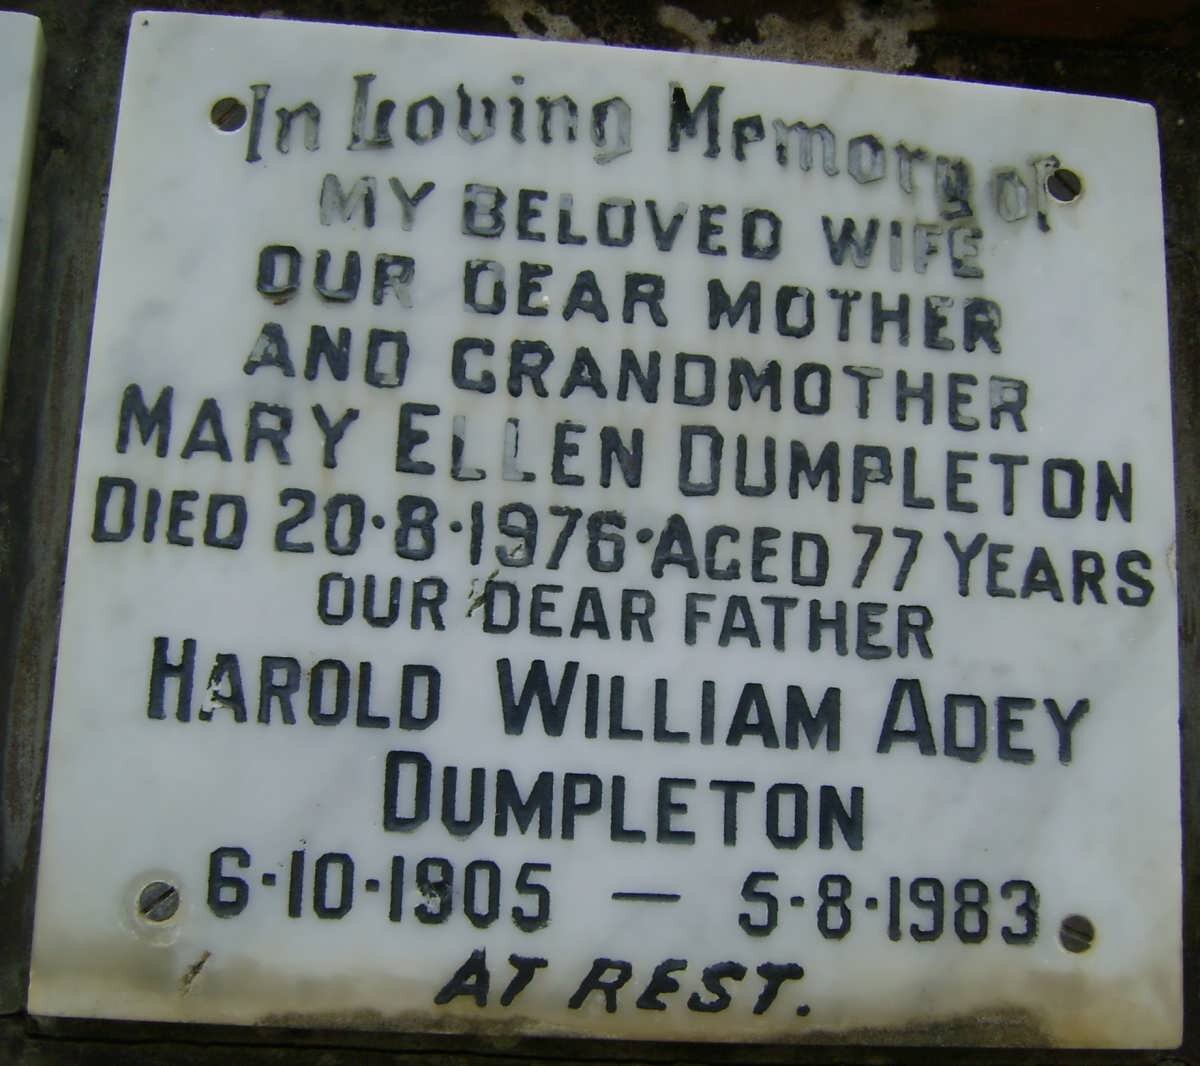 In Loving Memory of
MY BELOVED WIFE
OUR DEAR MOTHER
AND GRANDMOTHER
MARY ELLEN DUMPLETON
DIED 20·8·1976·AGED 77 YEARS
OUR DEAR FATHER
HAROLD WILLIAM ADEY
DUMPLETON
6·10·1905 — 5·8·1983
AT REST.